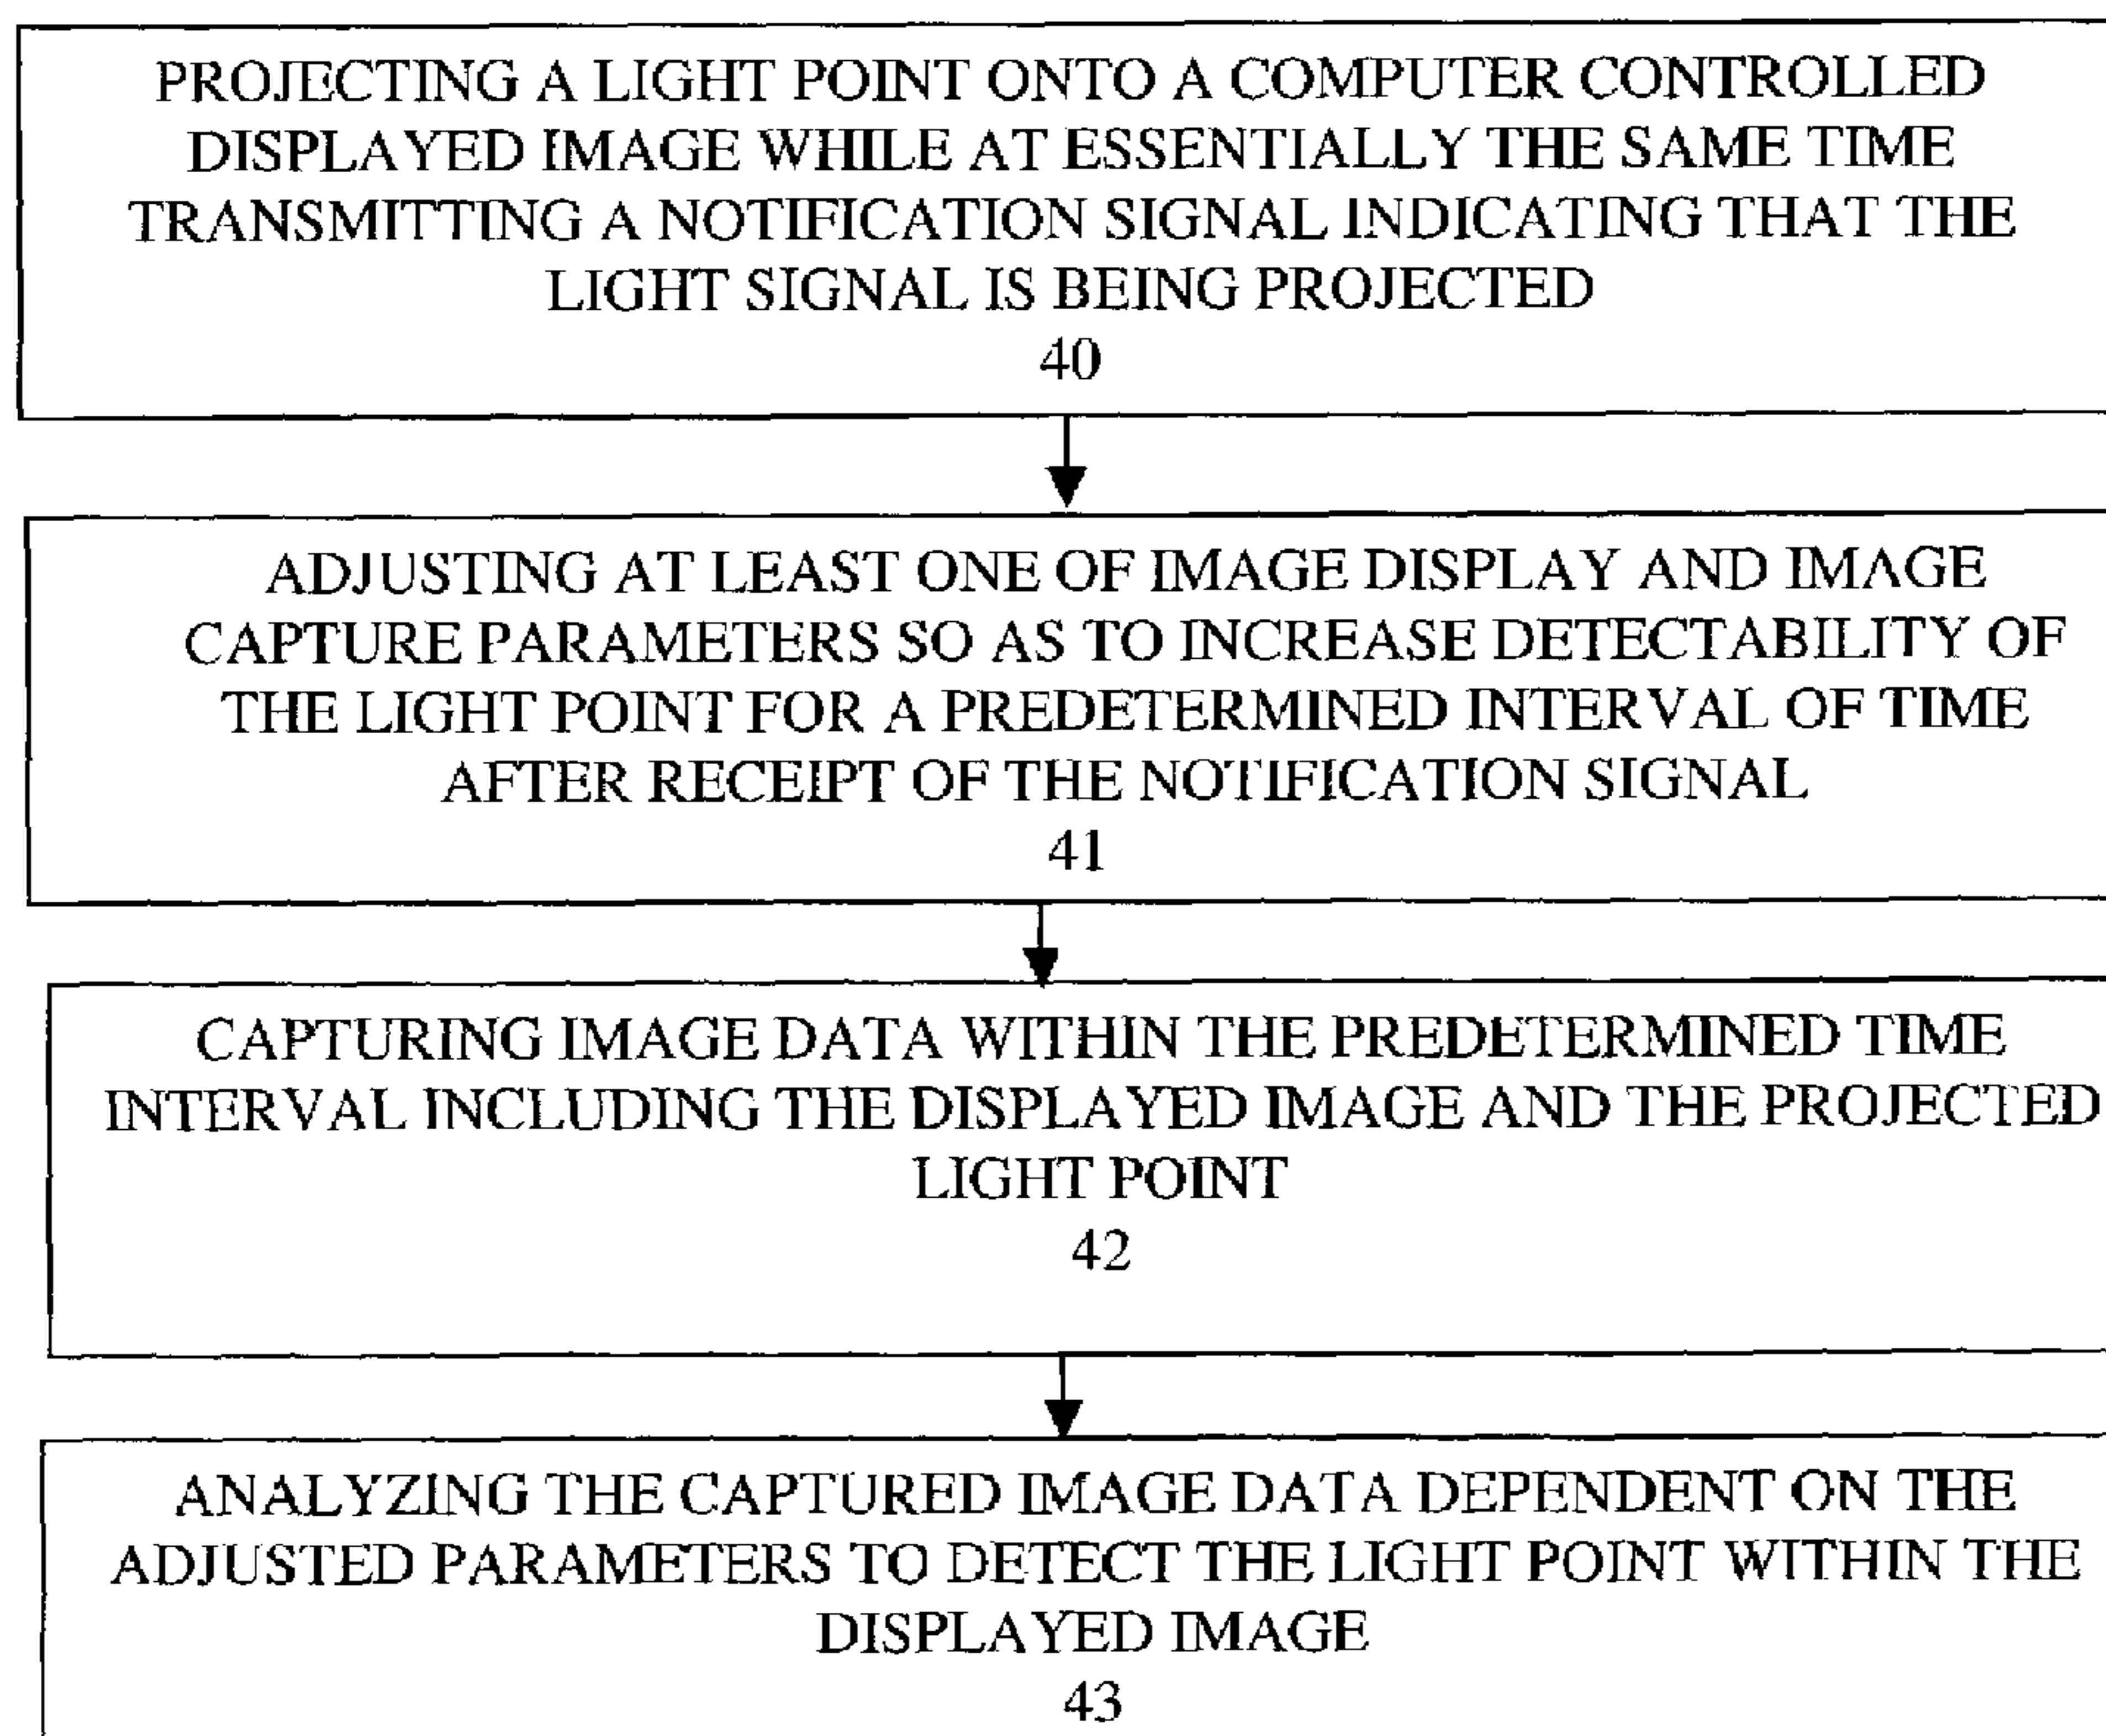 PROJECTING A LIGHT POINT ONTO A COMPUTER CONTROLLED
DISPLAYED IMAGE WHILE AT ESSENTIALLY THE SAME TIME
TRANSMITTING A NOTIFICATION SIGNAL INDICATING THAT THE
LIGHT SIGNAL IS BEING PROJECTED
40
ADJUSTING AT LEAST ONE OF IMAGE DISPLAY AND IMAGE
CAPTURE PARAMETERS SO AS TO INCREASE DETECTABILITY OF
THE LIGHT POINT FOR A PREDETERMINED INTERVAL OF TIME
AFTER RECEIPT OF THE NOTIFICATION SIGNAL
41
CAPTURING IMAGE DATA WITHIN THE PREDETERMINED TIME
INTERVAL INCLUDING THE DISPLAYED IMAGE AND THE PROJECTED
LIGHT POINT
42
ANALYZING THE CAPTURED IMAGE DATA DEPENDENT ON THE
ADJUSTED PARAMETERS TO DETECT THE LIGHT POINT WITHIN THE
DISPLAYED IMAGE
43